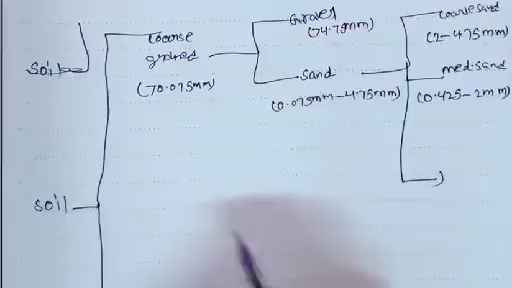 Coarse
grained
(>0.075mm)
Gravel
(>4.75mm)
Sand
(0.075mm-4.75mm)
Coarse sand
(2-4.75mm)
med.sand
(0.425-2mm)
soil
soil